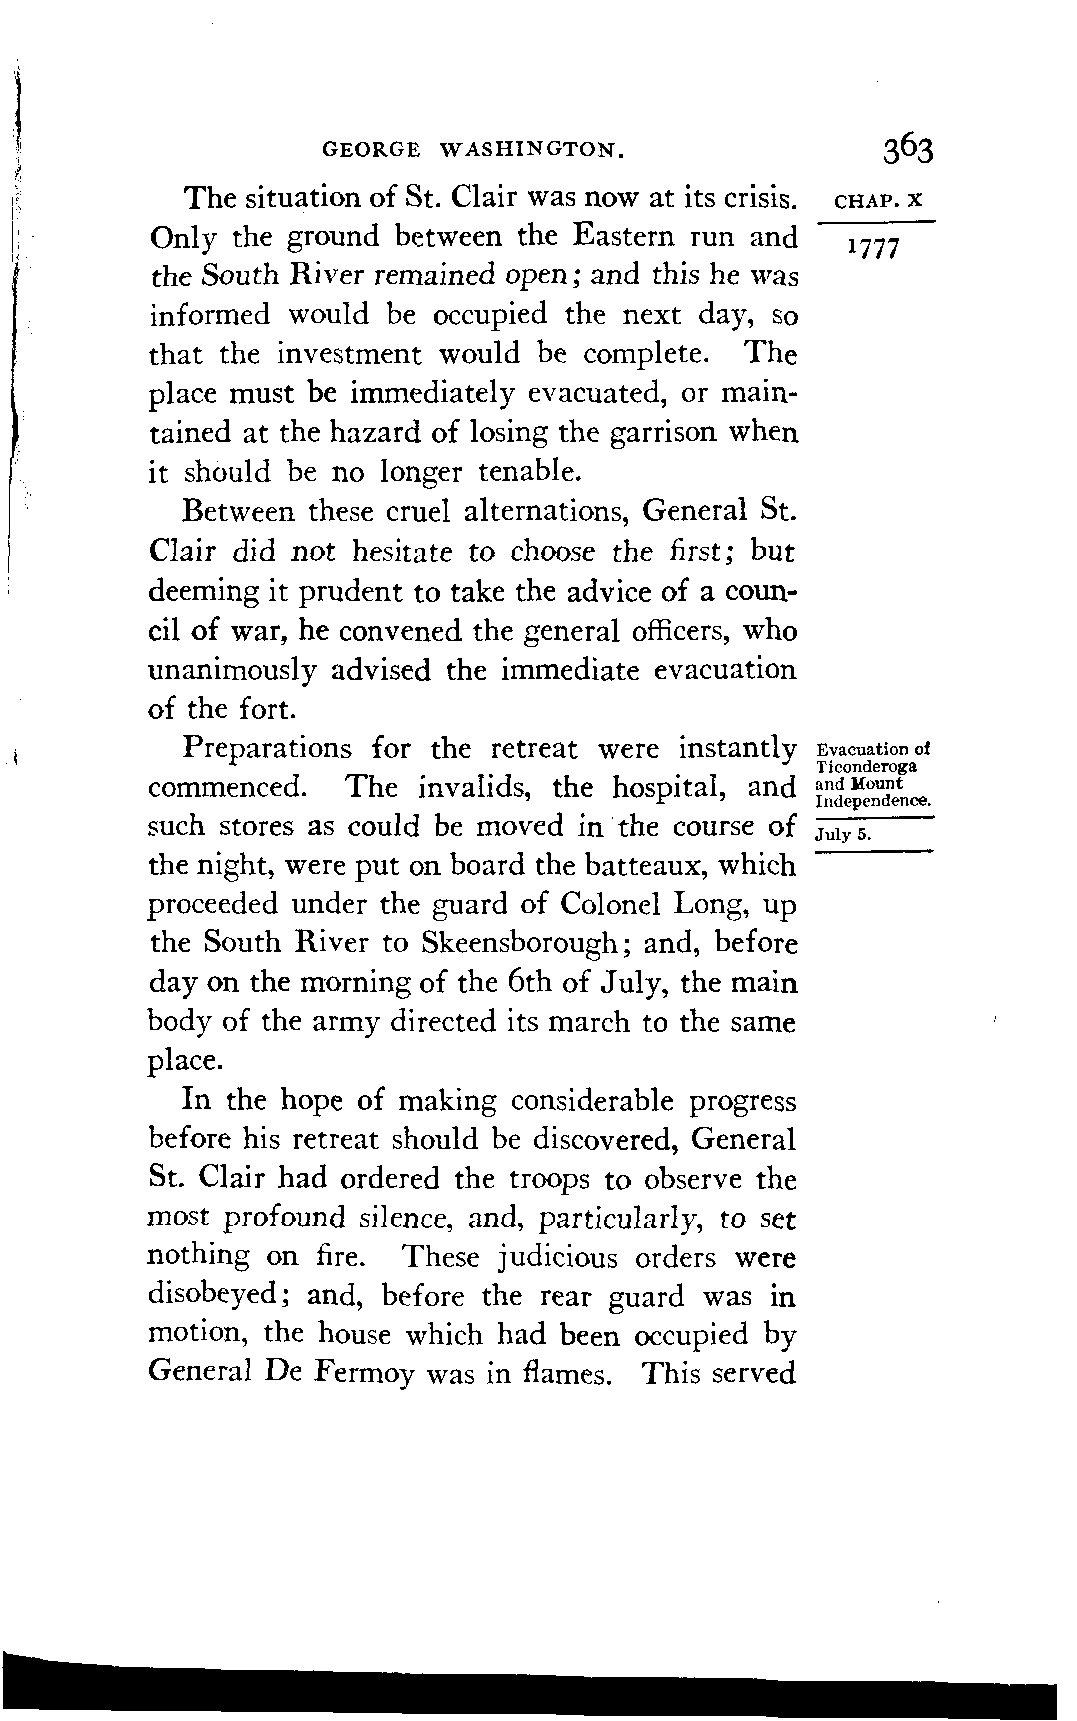 GEORGE WASHINGTON. 363
The situation of St. Clair was now at its crisis. CHAP. X
Only the ground between the Eastern run and 1777
the South River remained open; and this he was
informed would be occupied the next day, so
that the investment would be complete. The
place must be immediately evacuated, or main-
tained at the hazard of losing the garrison when
it should be no longer tenable.
Between these cruel alternations, General St.
Clair did not hesitate to choose the first; but
deeming it prudent to take the advice of a coun-
cil of war, he convened the general officers, who
unanimously advised the immediate evacuation
of the fort.
Preparations for the retreat were instantly
commenced. The invalids, the hospital, and
such stores as could be moved in the course of
the night, were put on board the batteaux, which
proceeded under the guard of Colonel Long, up
the South River to Skeensborough; and, before
day on the morning of the 6th of July, the main
body of the army directed its march to the same
place.
Evacuation of
Ticonderoga
and Mount
Independence.
July 5.
In the hope of making considerable progress
before his retreat should be discovered, General
St. Clair had ordered the troops to observe the
most profound silence, and, particularly, to set
nothing on fire. These judicious orders were
disobeyed; and, before the rear guard was in
motion, the house which had been occupied by
General De Fermoy was in flames. This served